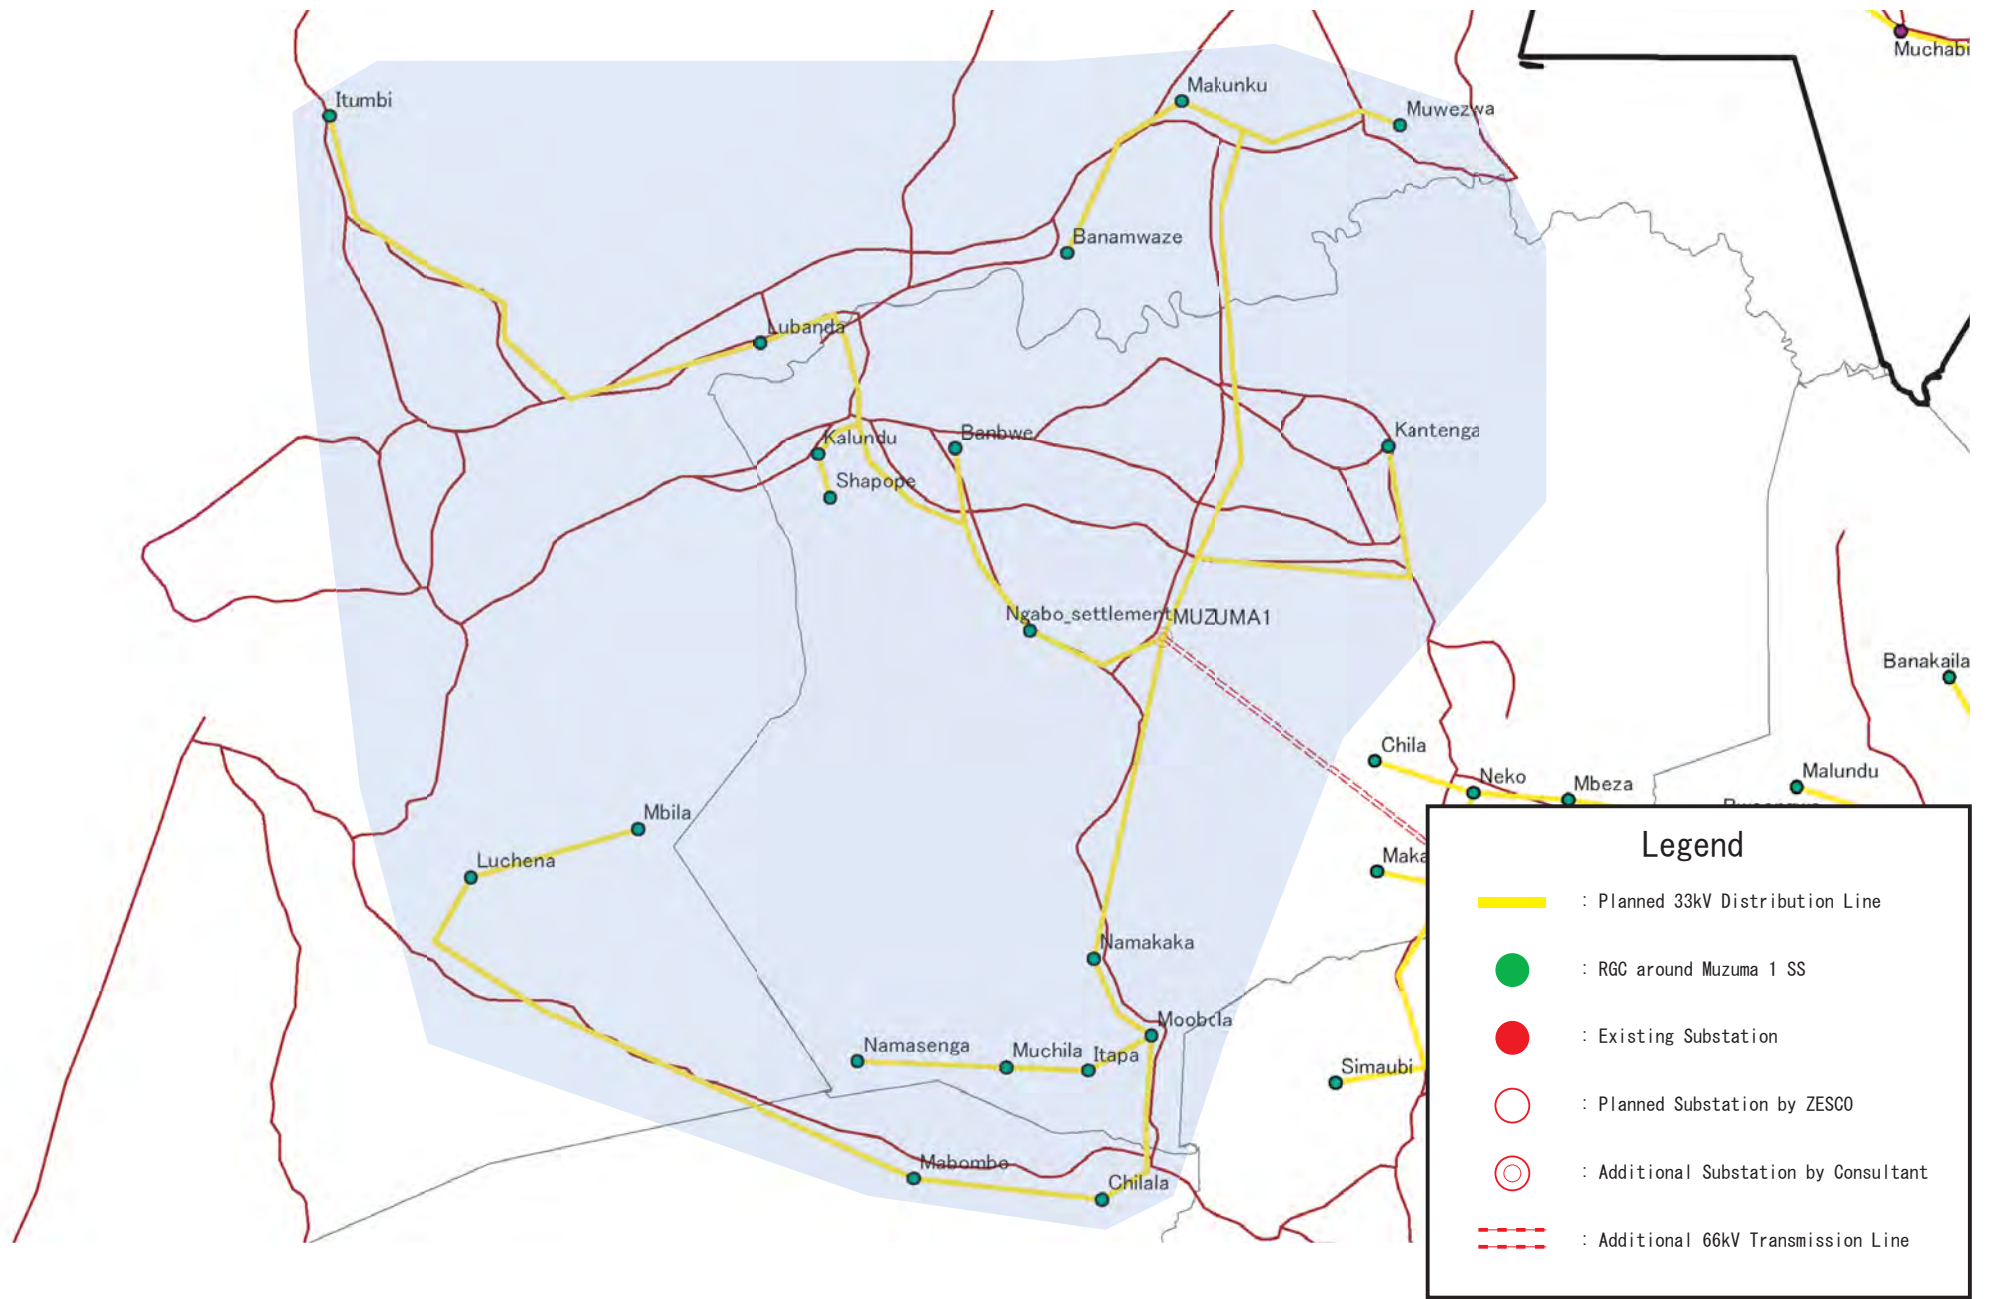 Muchabi
Itumbi
Makunku
Muwezwa
Banamwaze
Lubanda
Kalundu
Banbwe
Kantenga
Shapope
Ngabo_settlement
MUZUMA1
Banakaila
Chila
Neko
Mbeza
Malundu
Mbila
Luchena
Maka
Namakaka
Moobola
Namasenga
Muchila
Itapa
Simaubi
Mabombo
Chilala
Legend
: Planned 33kV Distribution Line
: RGC around Muzuma 1 SS
: Existing Substation
: Planned Substation by ZESCO
: Additional Substation by Consultant
: Additional 66kV Transmission Line